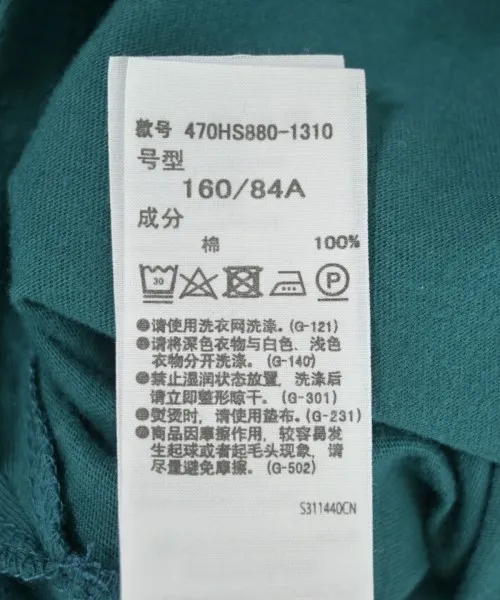 款号 470HS880-1310
号型
160/84A
成分
棉 100%
30 P
●请使用洗衣网洗涤。(G-121)
●请将深色衣物与白色、浅色
衣物分开洗涤。(G-140)
●禁止湿润状态放置，洗涤后
请立即整形晾干。(G-301)
●熨烫时，请使用垫布。(G-231)
●商品因摩擦作用，较容易发
生起球或者起毛头现象，请
尽量避免摩擦。(G-502)
S311440CN